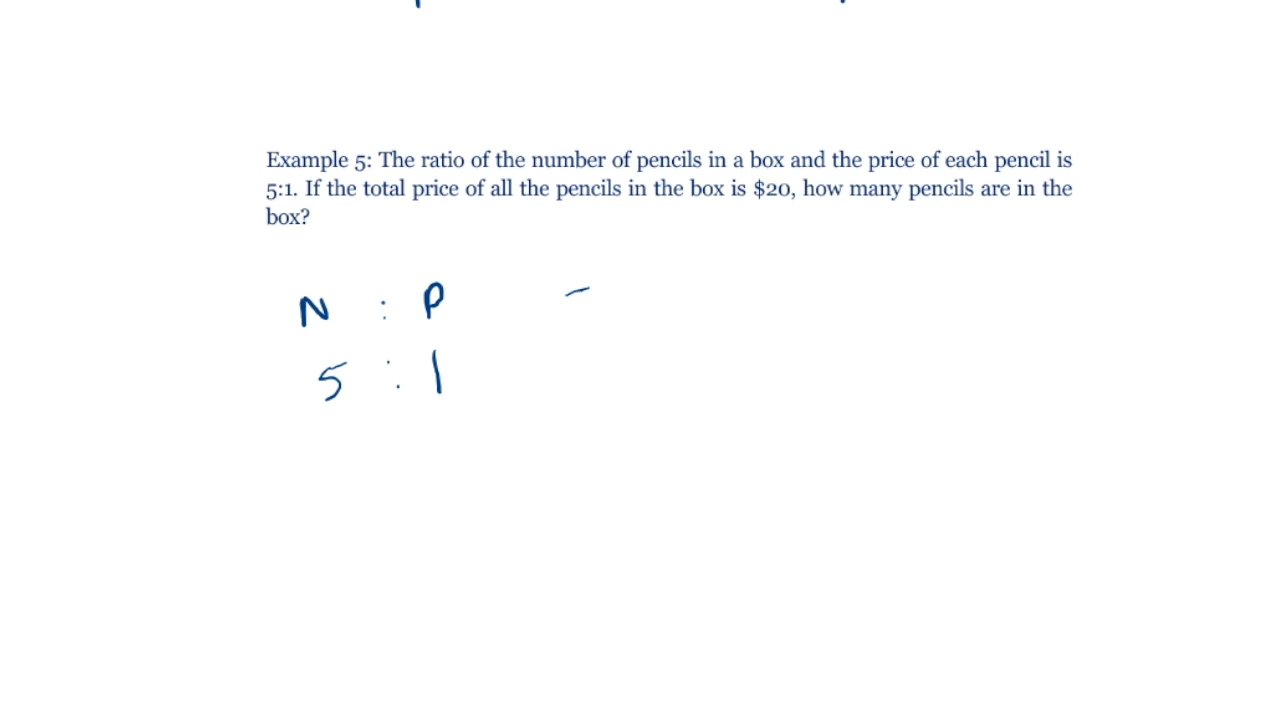 Example 5: The ratio of the number of pencils in a box and the price of each pencil is
5:1. If the total price of all the pencils in the box is $20, how many pencils are in the
box?
N : P
5 : 1